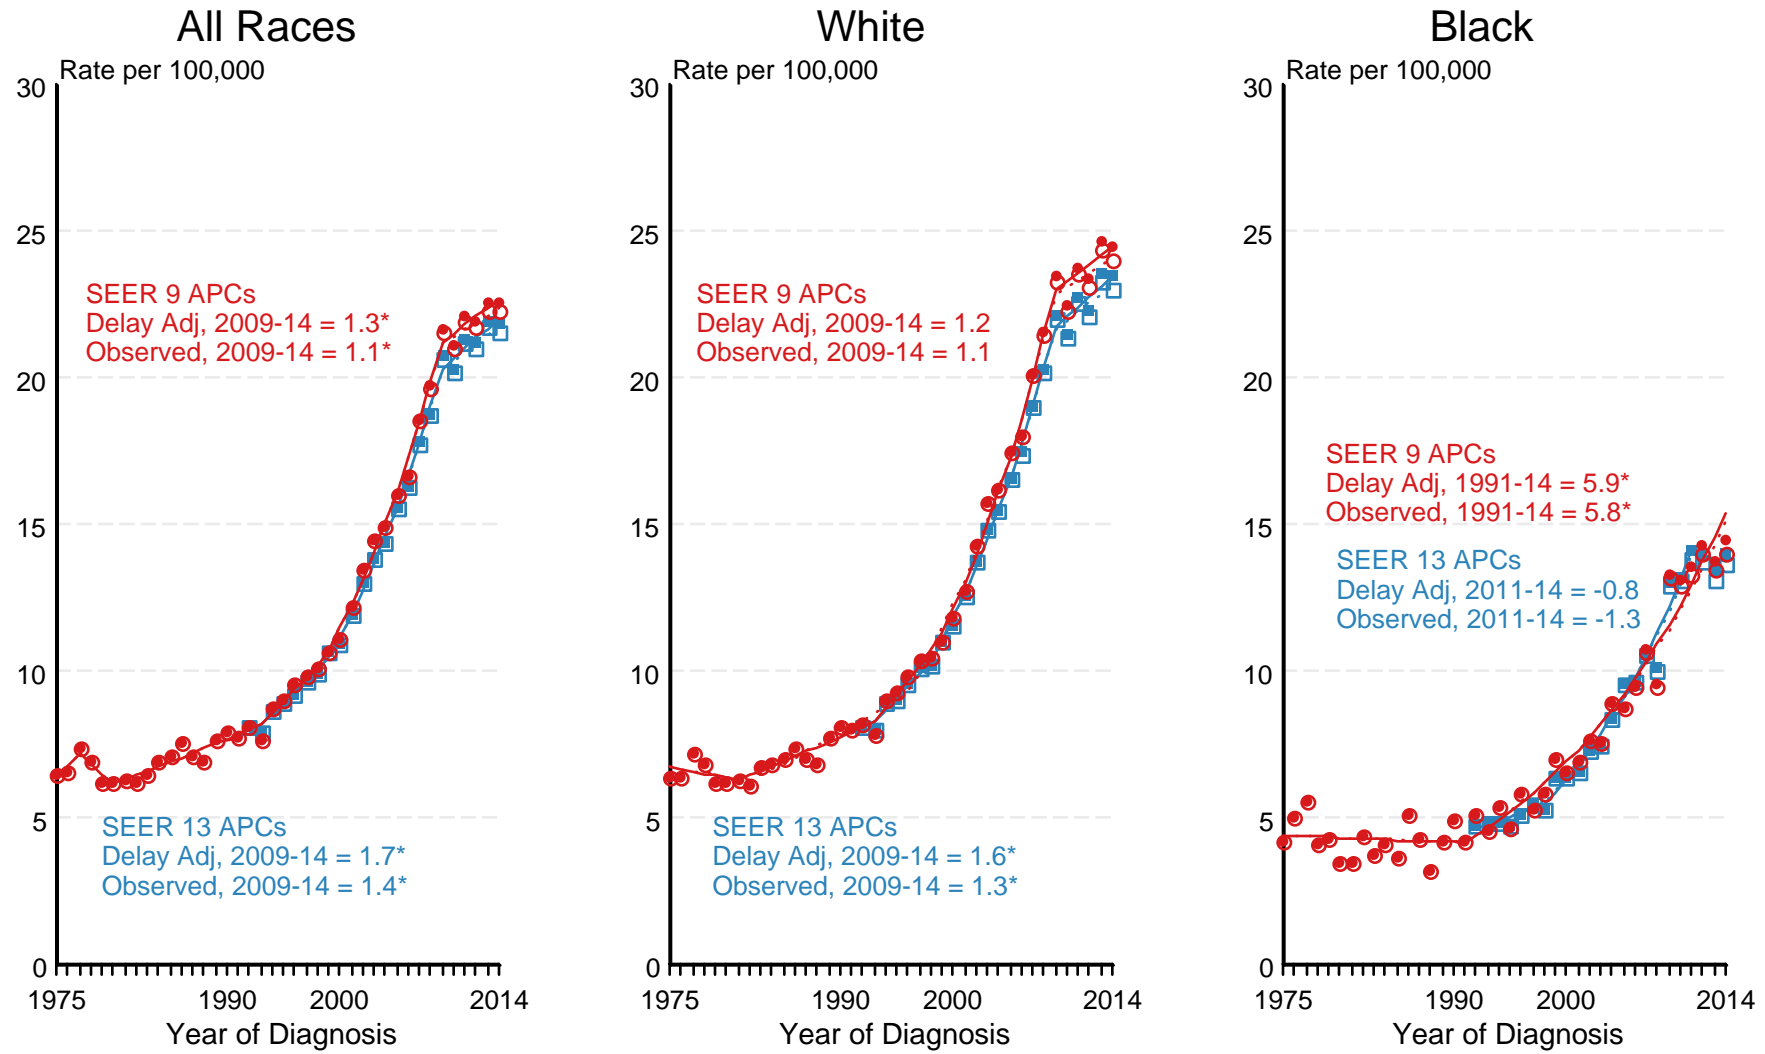 All Races
Rate per 100,000
30
25
20
15
10
5
0
SEER 9 APCs
Delay Adj, 2009-14 = 1.3*
Observed, 2009-14 = 1.1*
SEER 13 APCs
Delay Adj, 2009-14 = 1.7*
Observed, 2009-14 = 1.4*
1975 1990 2000 2014
Year of Diagnosis
White
Rate per 100,000
30
25
20
15
10
5
0
SEER 9 APCs
Delay Adj, 2009-14 = 1.2
Observed, 2009-14 = 1.1
SEER 13 APCs
Delay Adj, 2009-14 = 1.6*
Observed, 2009-14 = 1.3*
1975 1990 2000 2014
Year of Diagnosis
Black
Rate per 100,000
30
25
20
15
10
5
0
SEER 9 APCs
Delay Adj, 1991-14 = 5.9*
Observed, 1991-14 = 5.8*
SEER 13 APCs
Delay Adj, 2011-14 = -0.8
Observed, 2011-14 = -1.3
1975 1990 2000 2014
Year of Diagnosis